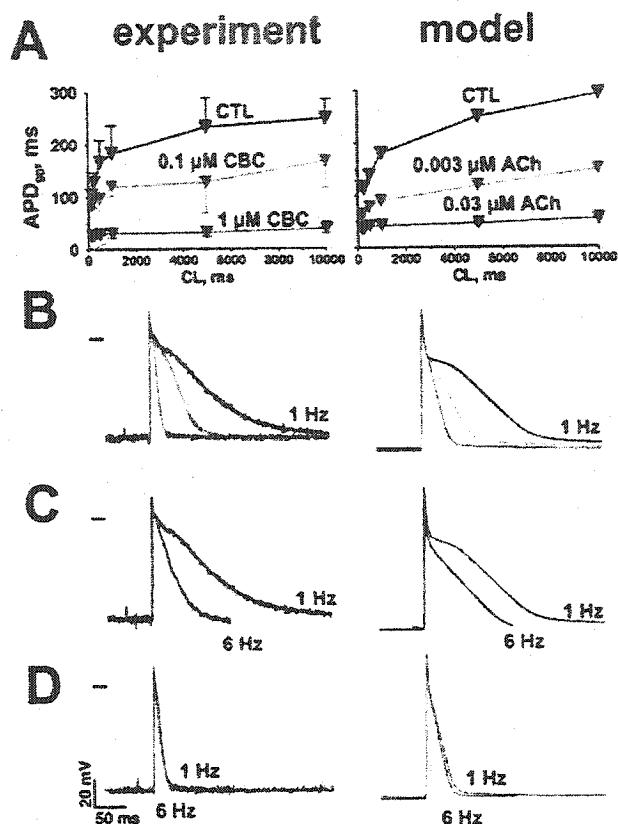 A experiment model
300
200
100
0
APD90, ms
CTL
0.1 µM CBC
1 µM CBC
0 2000 4000 6000 8000 10000
CL, ms
CTL
0.003 µM ACh
0.03 µM ACh
0 2000 4000 6000 8000 10000
CL, ms
B
1 Hz
1 Hz
C
1 Hz
6 Hz
1 Hz
6 Hz
D
1 Hz
6 Hz
20 mV
50 ms
1 Hz
6 Hz